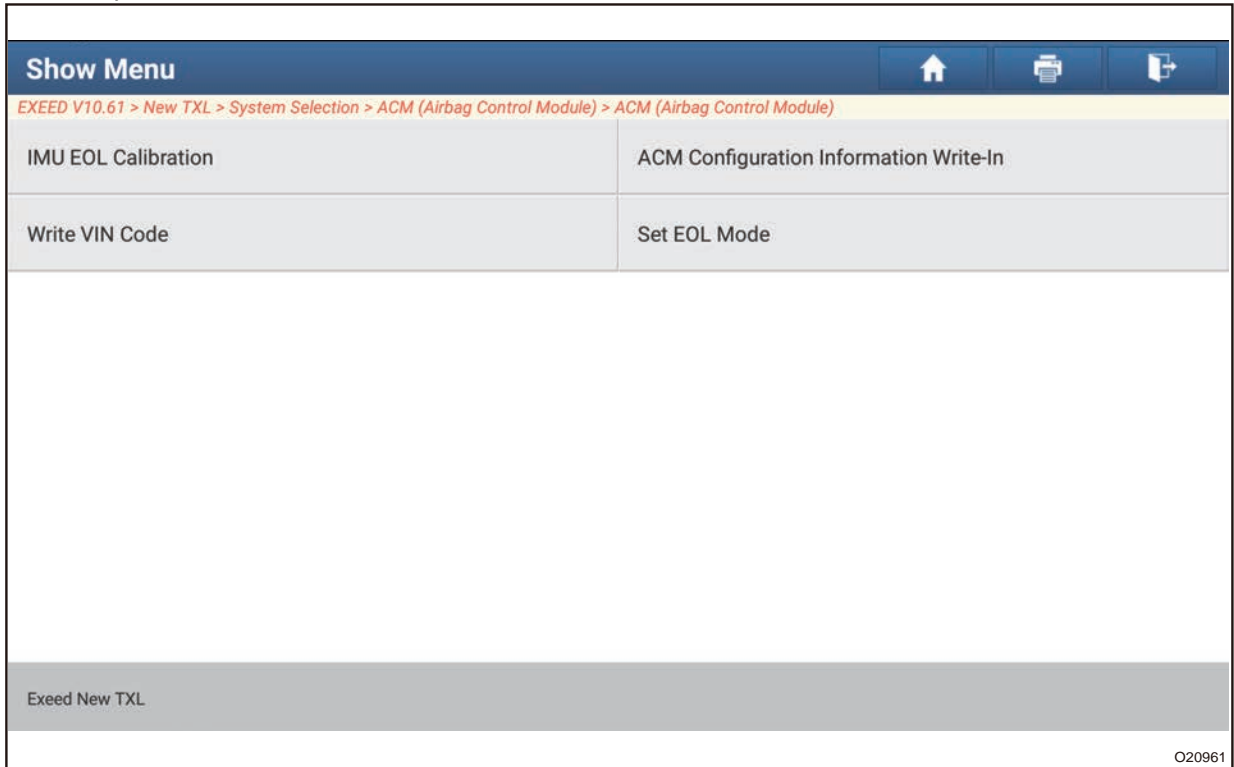 Show Menu
EXEED V10.61 > New TXL > System Selection > ACM (Airbag Control Module) > ACM (Airbag Control Module)
IMU EOL Calibration
ACM Configuration Information Write-In
Write VIN Code
Set EOL Mode
Exeed New TXL
O20961